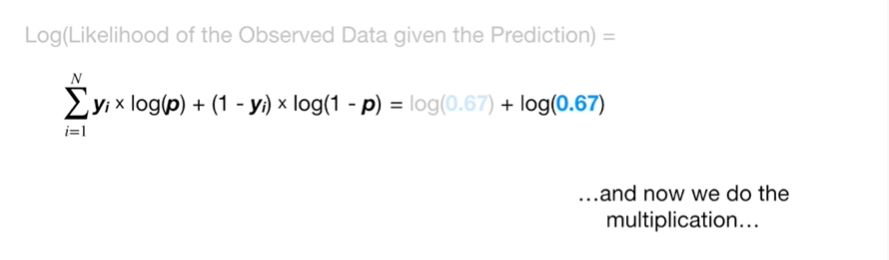 Log(Likelihood of the Observed Data given the Prediction) =
N
∑ yᵢ × log(p) + (1 - yᵢ) × log(1 - p) = log(0.67) + log(0.67)
i=1
...and now we do the
multiplication...